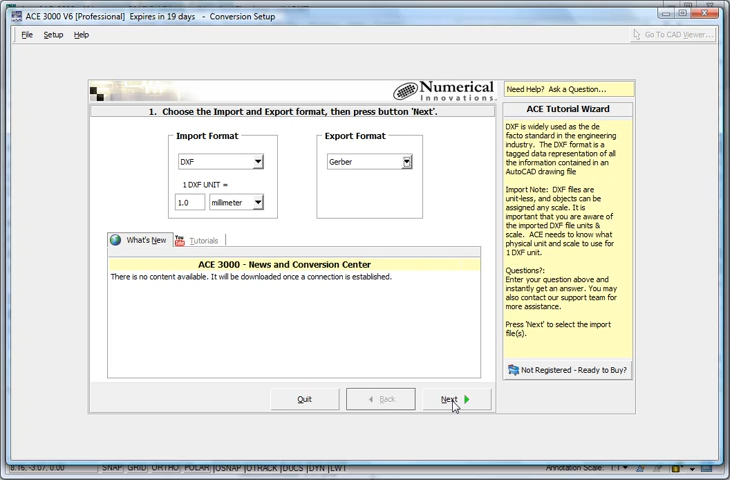 ACE 3000 V6 [Professional] Expires in 19 days - Conversion Setup
File Setup Help
Go To CAD Viewer...
Numerical
Innovations.
Need Help? Ask a Question...
1. Choose the Import and Export format, then press button 'Next'.
Import Format
DXF
1 DXF UNIT =
1.0 millimeter
Export Format
Gerber
What's New
You Tube Tutorials
ACE 3000 - News and Conversion Center
There is no content available. It will be downloaded once a connection is established.
Quit
Back
Next
ACE Tutorial Wizard
DXF is widely used as the de
facto standard in the engineering
industry. The DXF format is a
tagged data representation of all
the information contained in an
AutoCAD drawing file
Import Note: DXF files are
unit-less, and objects can be
assigned any scale. It is
important that you are aware of
the imported DXF file units &
scale. ACE needs to know what
physical unit and scale to use for
1 DXF unit.
Questions?:
Enter your question above and
instantly get an answer. You may
also contact our support team for
more assistance.
Press 'Next' to select the import
file(s).
Not Registered - Ready to Buy?
8.16, -3.07, 0.00 SNAP GRID ORTHO POLAR OSNAP OTRACK DUCS DYN LWT Annotation Scale: 1:1